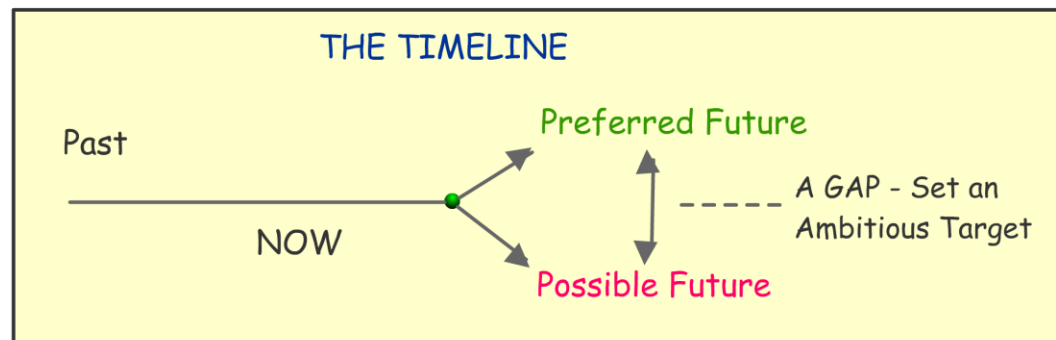 THE TIMELINE
Past
Preferred Future
A GAP - Set an
Ambitious Target
NOW
Possible Future